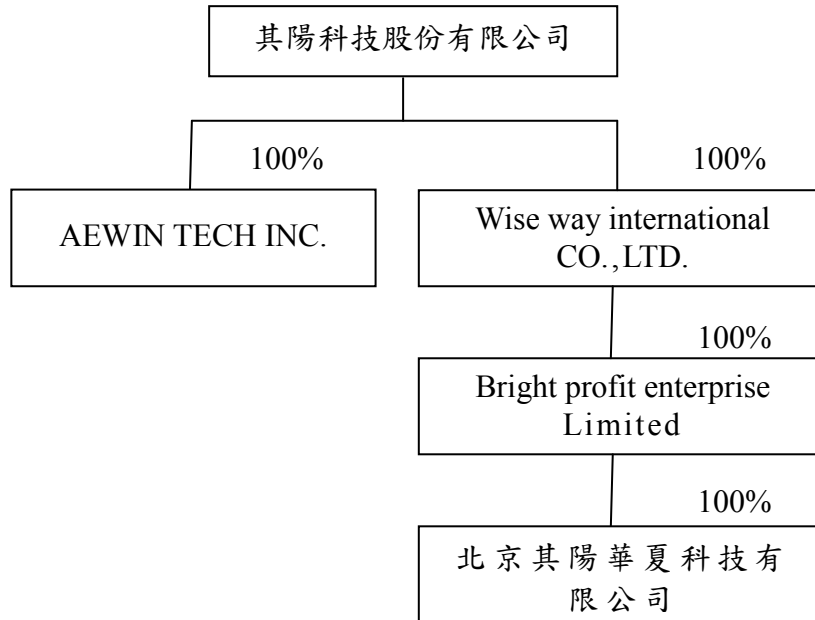 其陽科技股份有限公司
100%
100%
AEWIN TECH INC.
Wise way international
CO.,LTD.
100%
Bright profit enterprise
Limited
100%
北京其陽華夏科技有
限公司